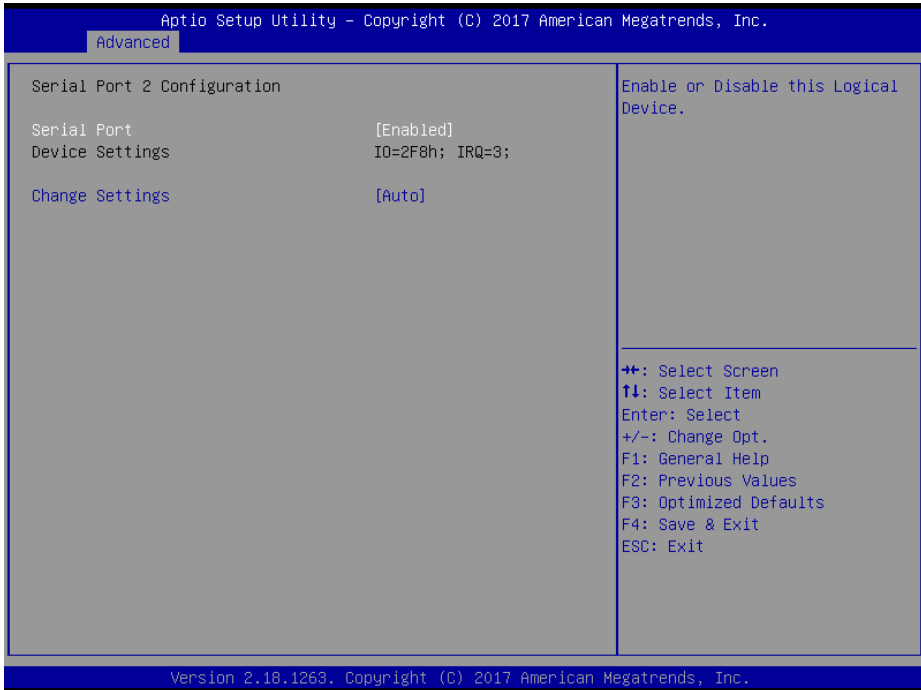 Aptio Setup Utility – Copyright (C) 2017 American Megatrends, Inc.
Advanced
Serial Port 2 Configuration
Serial Port [Enabled]
Device Settings IO=2F8h; IRQ=3;
Change Settings [Auto]
Enable or Disable this Logical
Device.
→←: Select Screen
↑↓: Select Item
Enter: Select
+/-: Change Opt.
F1: General Help
F2: Previous Values
F3: Optimized Defaults
F4: Save & Exit
ESC: Exit
Version 2.18.1263. Copyright (C) 2017 American Megatrends, Inc.